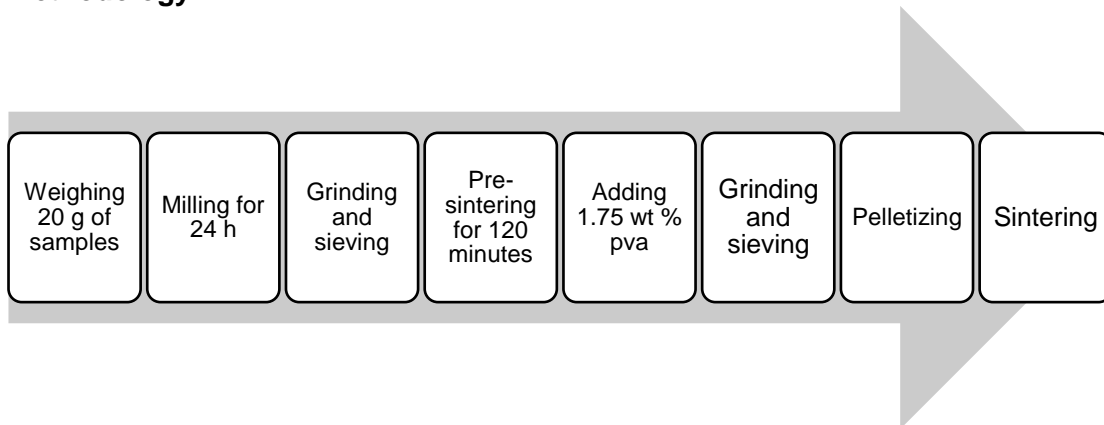 Weighing
20 g of
samples
Milling for
24 h
Grinding
and
sieving
Pre-
sintering
for 120
minutes
Adding
1.75 wt %
pva
Grinding
and
sieving
Pelletizing
Sintering